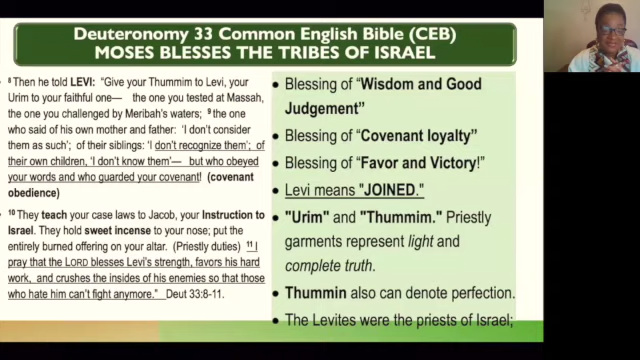 Deuteronomy 33 Common English Bible (CEB)
MOSES BLESSES THE TRIBES OF ISRAEL
• 8 Then he told LEVI: "Give your Thummim to Levi, your
Urim to your faithful one— the one you tested at Massah,
the one you challenged by Meribah's waters; 9 the one
who said of his own mother and father: 'I don't consider
them as such'; of their siblings: 'I don't recognize them'; of
their own children, 'I don't know them'— but who obeyed
your words and who guarded your covenant! (covenant
obedience)
• 10 They teach your case laws to Jacob, your Instruction to
Israel. They hold sweet incense to your nose; put the
entirely burned offering on your altar. (Priestly duties) 11 I
pray that the LORD blesses Levi's strength, favors his hard
work, and crushes the insides of his enemies so that those
who hate him can't fight anymore." Deut 33:8-11.
• Blessing of "Wisdom and Good
Judgement"
• Blessing of "Covenant loyalty"
• Blessing of "Favor and Victory!"
• Levi means "JOINED."
• "Urim" and "Thummim." Priestly
garments represent light and
complete truth.
• Thummin also can denote perfection.
• The Levites were the priests of Israel;